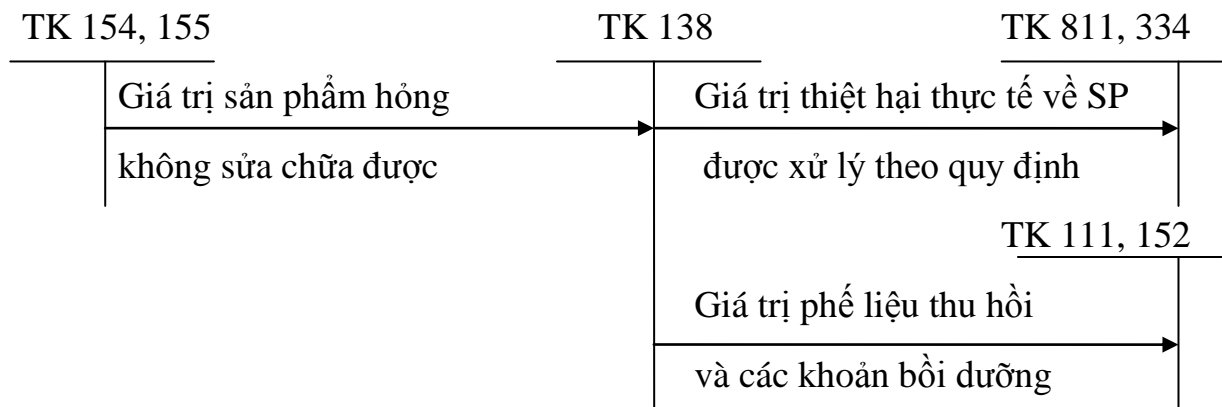 TK 154, 155 TK 138 TK 811, 334
Giá trị sản phẩm hỏng Giá trị thiệt hại thực tế về SP
không sửa chữa được được xử lý theo quy định
TK 111, 152
Giá trị phế liệu thu hồi
và các khoản bồi dưỡng